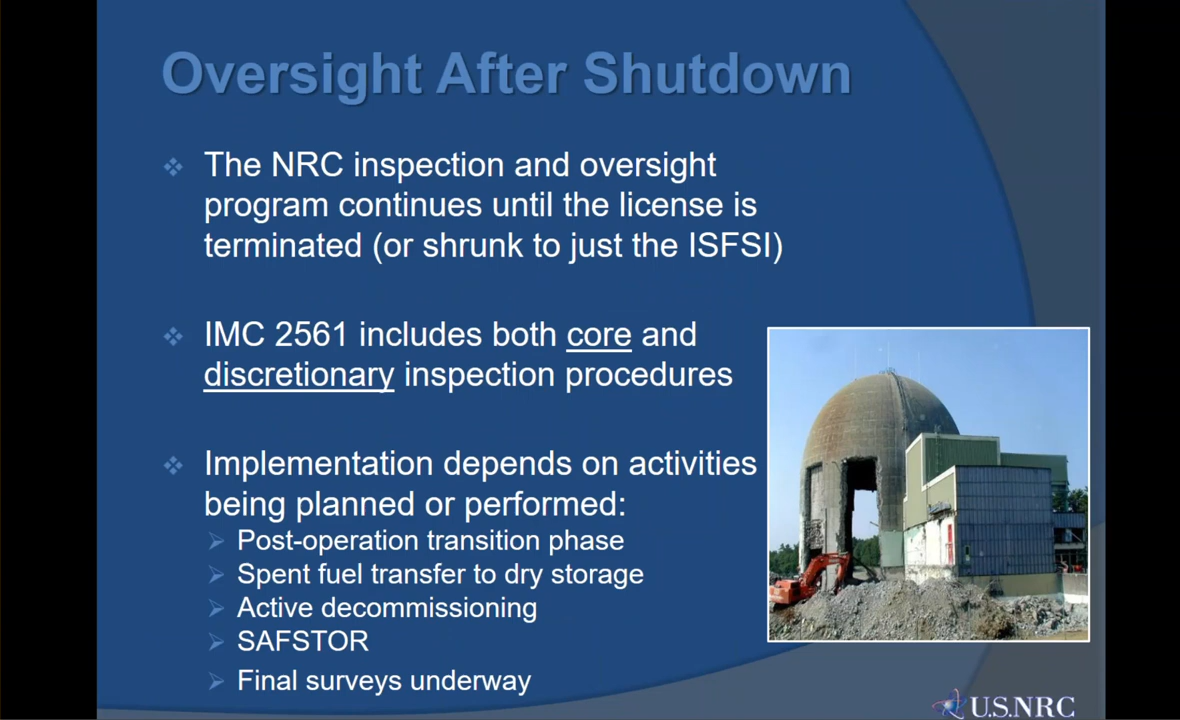 Oversight After Shutdown
The NRC inspection and oversight
program continues until the license is
terminated (or shrunk to just the ISFSI)
IMC 2561 includes both core and
discretionary inspection procedures
Implementation depends on activities
being planned or performed:
Post-operation transition phase
Spent fuel transfer to dry storage
Active decommissioning
SAFSTOR
Final surveys underway
U.S.NRC